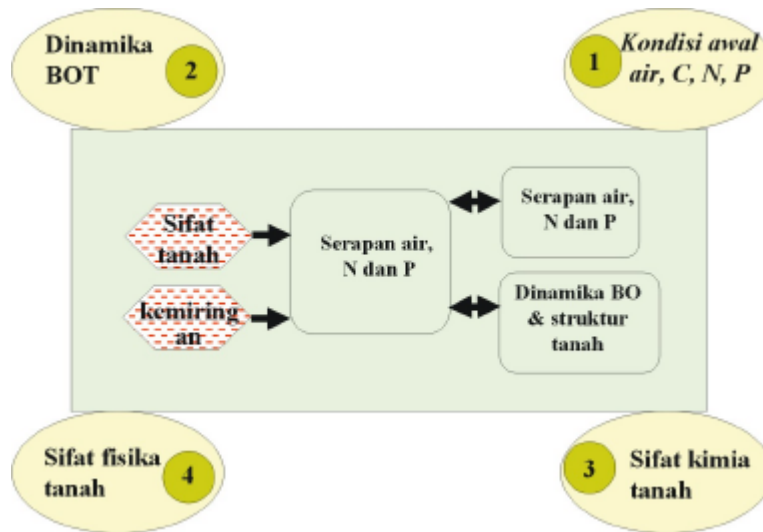 Dinamika
BOT
2
1
Kondisi awal
air, C, N, P
Sifat
tanah
kemiring
an
Serapan air,
N dan P
Serapan air,
N dan P
Dinamika BO
& struktur
tanah
Sifat fisika
tanah
4
3
Sifat kimia
tanah